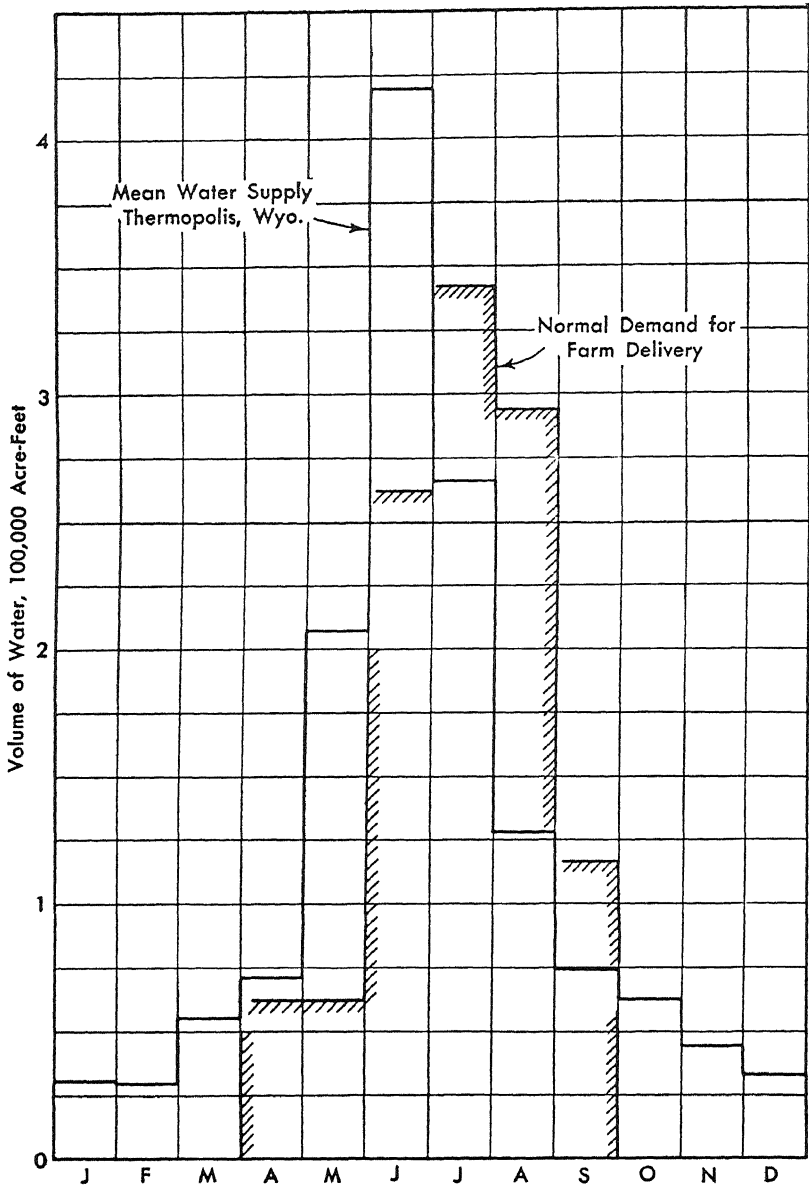 4
Mean Water Supply
Thermopolis, Wyo.
Normal Demand for
Farm Delivery
3
Volume of Water, 100,000 Acre-Feet
2
1
0
J F M A M J J A S O N D